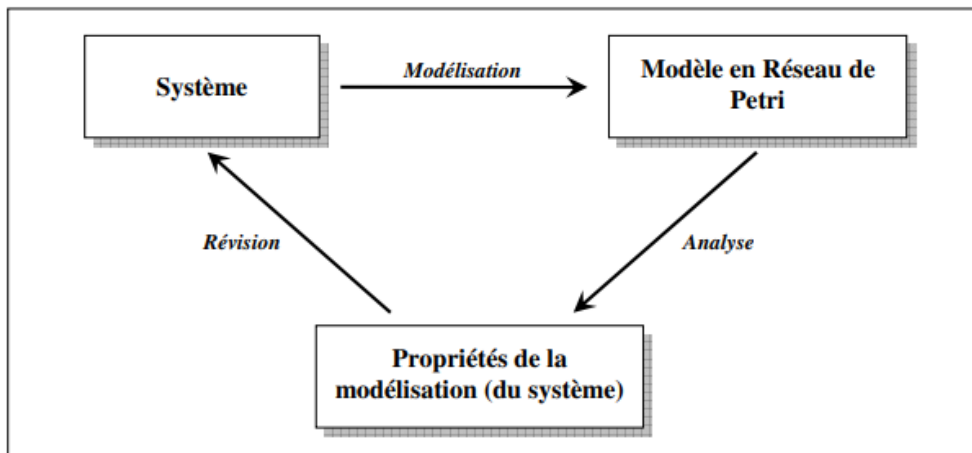 Système
Modélisation
Modèle en Réseau de
Petri
Révision
Analyse
Propriétés de la
modélisation (du système)